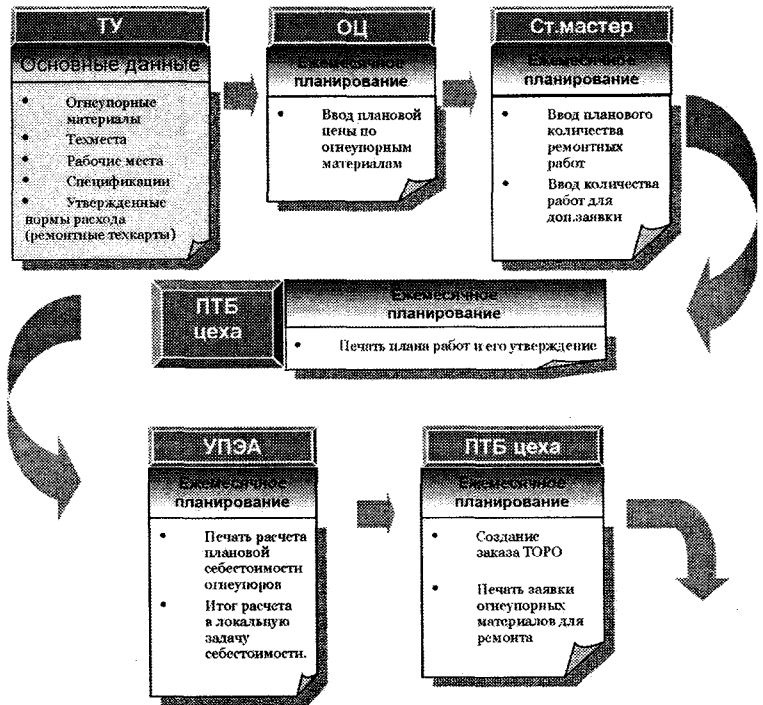 ТУ
Основные данные
• Огнеупорные
материалы
• Техместа
• Рабочие места
• Спецификации
• Утвержденные
нормы расхода
(ремонтные техкарты)
ОЦ
Ежемесячное
планирование
• Ввод плановой
цены по
огнеупорным
материалам
Ст.мастер
Ежемесячное
планирование
• Ввод планового
количества
ремонтных
работ
• Ввод количества
работ для
доп.заявки
ПТБ
цеха
Ежемесячное
планирование
• Печать плана работ и его утверждение
УПЭА
Ежемесячное
планирование
• Печать расчета
плановой
себестоимости
огнеупоров
• Итог расчета
в локальную
задачу
себестоимости.
ПТБ цеха
Ежемесячное
планирование
• Создание
заказа ТОРО
• Печать заявки
огнеупорных
материалов для
ремонта